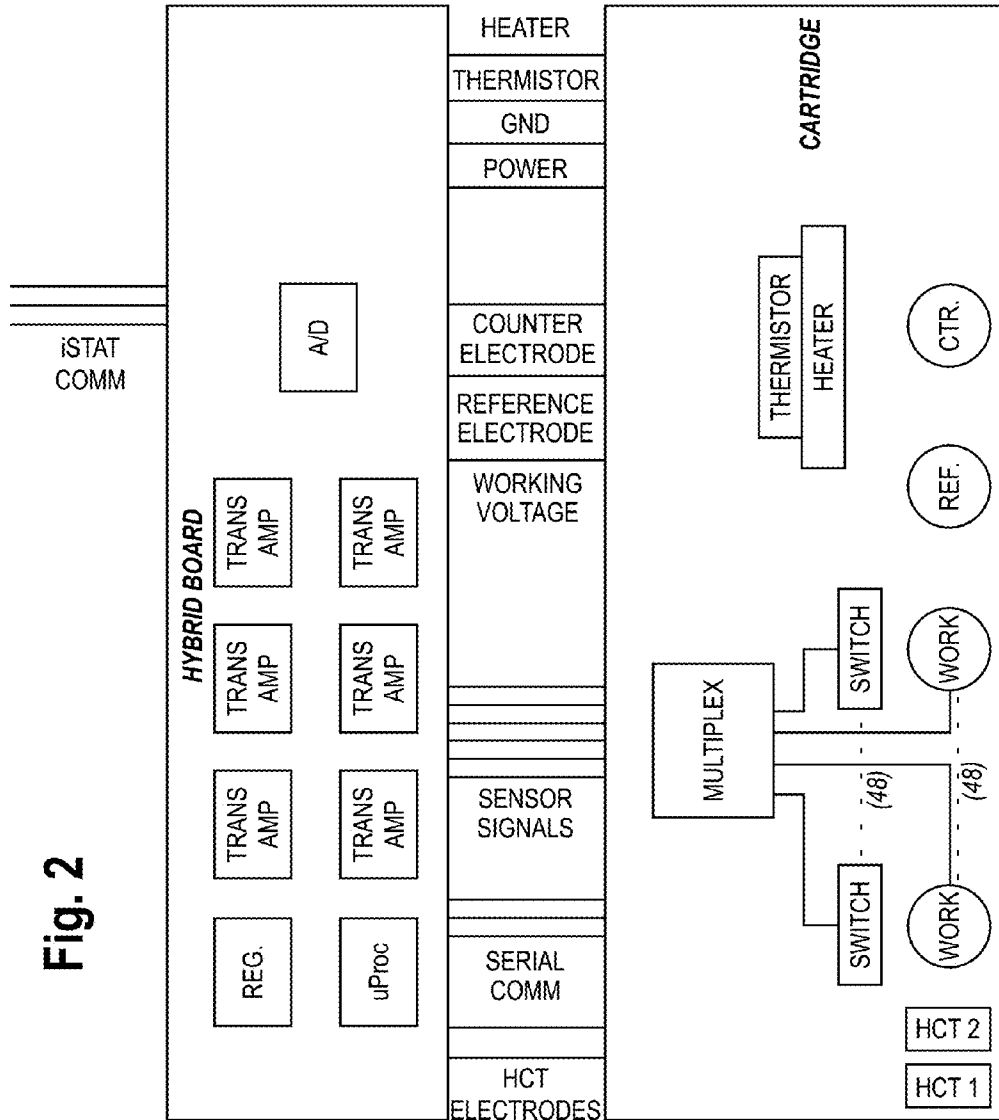 Fig. 2
iSTAT
COMM
HYBRID BOARD
REG.
TRANS
AMP
TRANS
AMP
TRANS
AMP
A/D
uProc
TRANS
AMP
TRANS
AMP
TRANS
AMP
HCT
ELECTRODES
SERIAL
COMM
SENSOR
SIGNALS
WORKING
VOLTAGE
REFERENCE
ELECTRODE
COUNTER
ELECTRODE
POWER
GND
THERMISTOR
HEATER
CARTRIDGE
MULTIPLEX
THERMISTOR
HEATER
SWITCH
(48)
SWITCH
HCT 1
HCT 2
WORK
(48)
WORK
REF.
CTR.